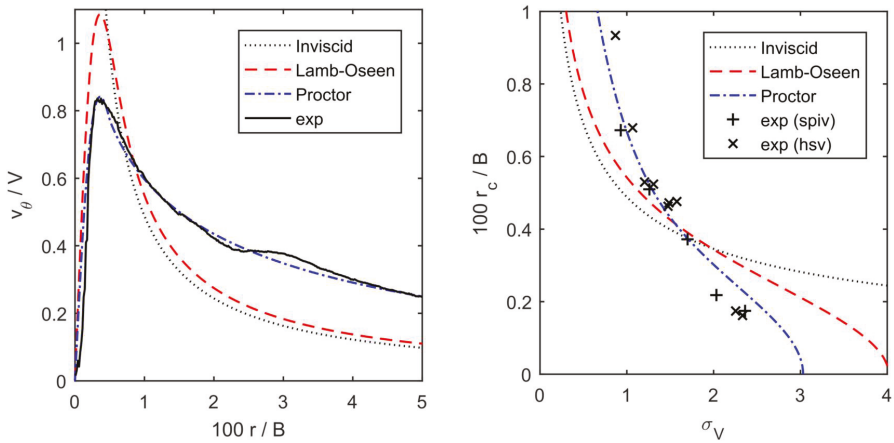 v_θ / V
1
0.8
0.6
0.4
0.2
0
0 1 2 3 4 5
100 r / B
Inviscid
Lamb-Oseen
Proctor
exp
100 r_c / B
1
0.8
0.6
0.4
0.2
0
0 1 2 3 4
σ_V
Inviscid
Lamb-Oseen
Proctor
exp (spiv)
exp (hsv)